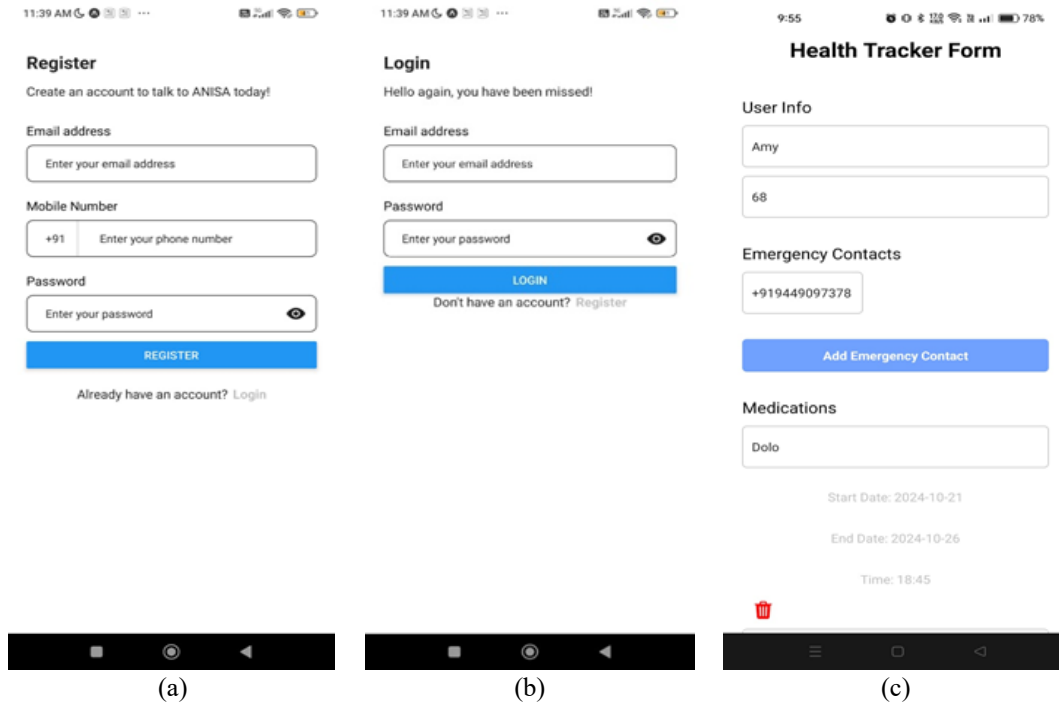 11:39 AM
Register
Create an account to talk to ANISA today!
Email address
Enter your email address
Mobile Number
+91 Enter your phone number
Password
Enter your password
REGISTER
Already have an account? Login
(a)
11:39 AM
Login
Hello again, you have been missed!
Email address
Enter your email address
Password
Enter your password
LOGIN
Don't have an account? Register
(b)
9:55 78%
Health Tracker Form
User Info
Amy
68
Emergency Contacts
+919449097378
Add Emergency Contact
Medications
Dolo
Start Date: 2024-10-21
End Date: 2024-10-26
Time: 18:45
(c)